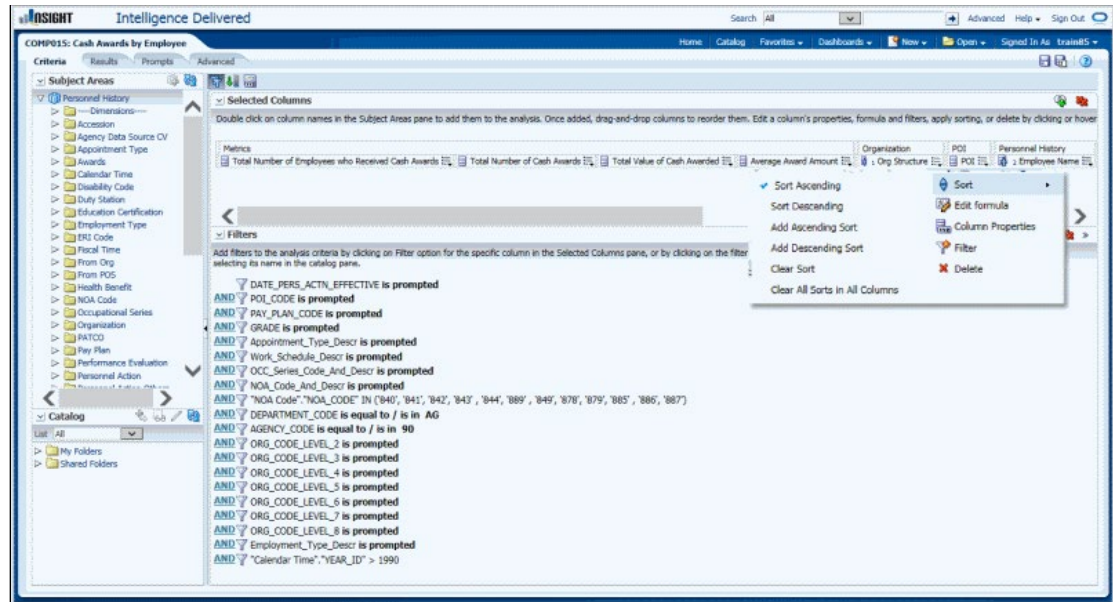 INSIGHT Intelligence Delivered
Search All Advanced Help Sign Out
COMP015: Cash Awards by Employee
Home Catalog Favorites Dashboards New Open Signed In As train85
Criteria Results Prompts Advanced
Subject Areas
Personnel History
----Dimensions----
Accession
Agency Data Source CV
Appointment Type
Awards
Calendar Time
Disability Code
Duty Station
Education Certification
Employment Type
ERI Code
Fiscal Time
From Org
From POS
Health Benefit
NOA Code
Occupational Series
Organization
PATCO
Pay Plan
Performance Evaluation
Personnel Action
Catalog
List All
My Folders
Shared Folders
Selected Columns
Double click on column names in the Subject Areas pane to add them to the analysis. Once added, drag-and-drop columns to reorder them. Edit a column's properties, formula and filters, apply sorting, or delete by clicking or hover
Metrics Organization POI Personnel History
Total Number of Employees who Received Cash Awards Total Number of Cash Awards Total Value of Cash Awarded Average Award Amount 1 Org Structure POI 2 Employee Name
Sort Ascending
Sort Descending
Add Ascending Sort
Add Descending Sort
Clear Sort
Clear All Sorts in All Columns
Sort
Edit formula
Column Properties
Filter
Delete
Filters
Add filters to the analysis criteria by clicking on Filter option for the specific column in the Selected Columns pane, or by clicking on the filter
selecting its name in the catalog pane.
DATE_PERS_ACTN_EFFECTIVE is prompted
AND POI_CODE is prompted
AND PAY_PLAN_CODE is prompted
AND GRADE is prompted
AND Appointment_Type_Descr is prompted
AND Work_Schedule_Descr is prompted
AND OCC_Series_Code_And_Descr is prompted
AND NOA_Code_And_Descr is prompted
AND "NOA Code"."NOA_CODE" IN ('840', '841', '842', '843' , '844', '889' , '849', '878', '879', '885' , '886', '887')
AND DEPARTMENT_CODE is equal to / is in AG
AND AGENCY_CODE is equal to / is in 90
AND ORG_CODE_LEVEL_2 is prompted
AND ORG_CODE_LEVEL_3 is prompted
AND ORG_CODE_LEVEL_4 is prompted
AND ORG_CODE_LEVEL_5 is prompted
AND ORG_CODE_LEVEL_6 is prompted
AND ORG_CODE_LEVEL_7 is prompted
AND ORG_CODE_LEVEL_8 is prompted
AND Employment_Type_Descr is prompted
AND "Calendar Time"."YEAR_ID" > 1990